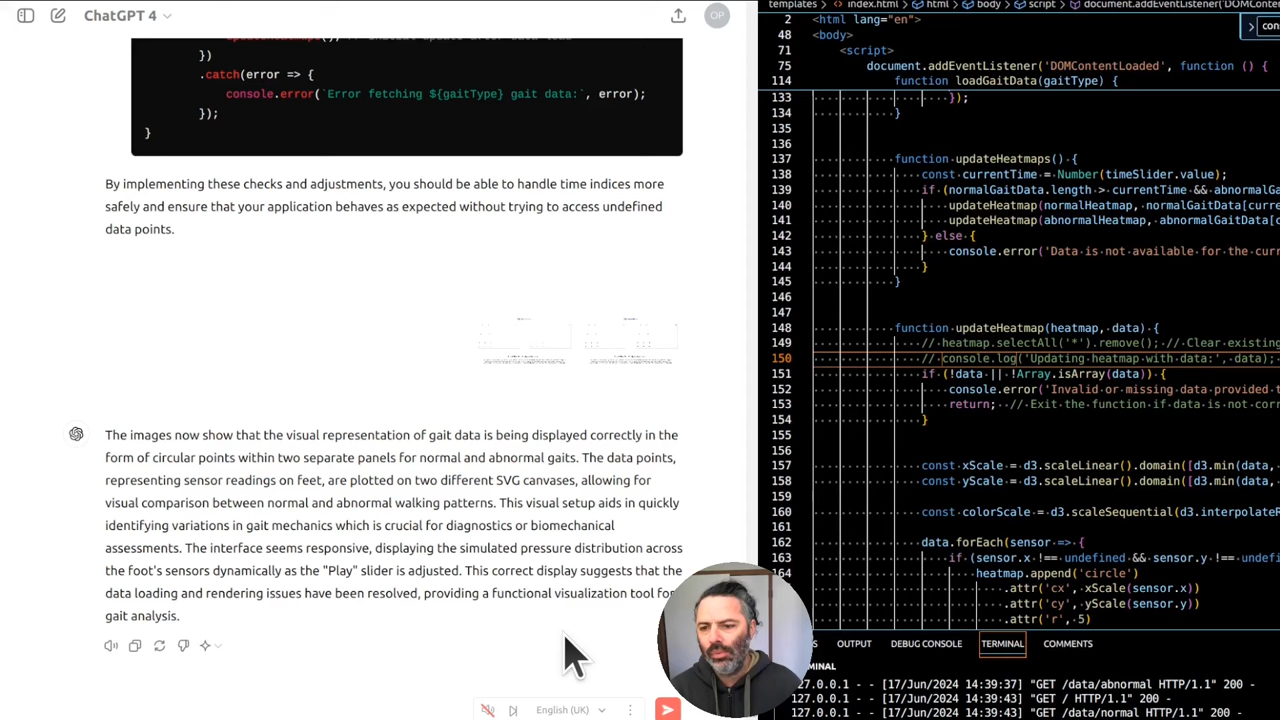 ChatGPT 4
OP
})
.catch(error => {
console.error(`Error fetching ${gaitType} gait data:`, error);
});
}
By implementing these checks and adjustments, you should be able to handle time indices more
safely and ensure that your application behaves as expected without trying to access undefined
data points.
The images now show that the visual representation of gait data is being displayed correctly in the
form of circular points within two separate panels for normal and abnormal gaits. The data points,
representing sensor readings on feet, are plotted on two different SVG canvases, allowing for
visual comparison between normal and abnormal walking patterns. This visual setup aids in quickly
identifying variations in gait mechanics which is crucial for diagnostics or biomechanical
assessments. The interface seems responsive, displaying the simulated pressure distribution across
the foot's sensors dynamically as the "Play" slider is adjusted. This correct display suggests that the
data loading and rendering issues have been resolved, providing a functional visualization tool for
gait analysis.
English (UK)
templates > index.html > html > body > script > document.addEventListener('DOMConte
2 <html lang="en">
con
48 <body>
71 <script>
75 document.addEventListener('DOMContentLoaded', function () {
114 function loadGaitData(gaitType) {
133 });
134 }
135
136
137 function updateHeatmaps() {
138 const currentTime = Number(timeSlider.value);
139 if (normalGaitData.length > currentTime && abnormalGa
140 updateHeatmap(normalHeatmap, normalGaitData[curre
141 updateHeatmap(abnormalHeatmap, abnormalGaitData[c
142 } else {
143 console.error('Data is not available for the curr
144 }
145 }
146
147
148 function updateHeatmap(heatmap, data) {
149 // heatmap.selectAll('*').remove(); // Clear existing
150 // console.log('Updating heatmap with data:', data);
151 if (!data || !Array.isArray(data)) {
152 console.error('Invalid or missing data provided t
153 return; // Exit the function if data is not corr
154 }
155
156
157 const xScale = d3.scaleLinear().domain([d3.min(data,
158 const yScale = d3.scaleLinear().domain([d3.min(data,
159
160 const colorScale = d3.scaleSequential(d3.interpolateR
161
162 data.forEach(sensor => {
163 if (sensor.x !== undefined && sensor.y !== undefi
164 heatmap.append('circle')
.attr('cx', xScale(sensor.x))
.attr('cy', yScale(sensor.y))
.attr('r', 5)
OUTPUT DEBUG CONSOLE TERMINAL COMMENTS
MINAL
127.0.0.1 - - [17/Jun/2024 14:39:37] "GET /data/abnormal HTTP/1.1" 200 -
127.0.0.1 - - [17/Jun/2024 14:39:43] "GET / HTTP/1.1" 200 -
127.0.0.1 - - [17/Jun/2024 14:39:43] "GET /data/normal HTTP/1.1" 200 -